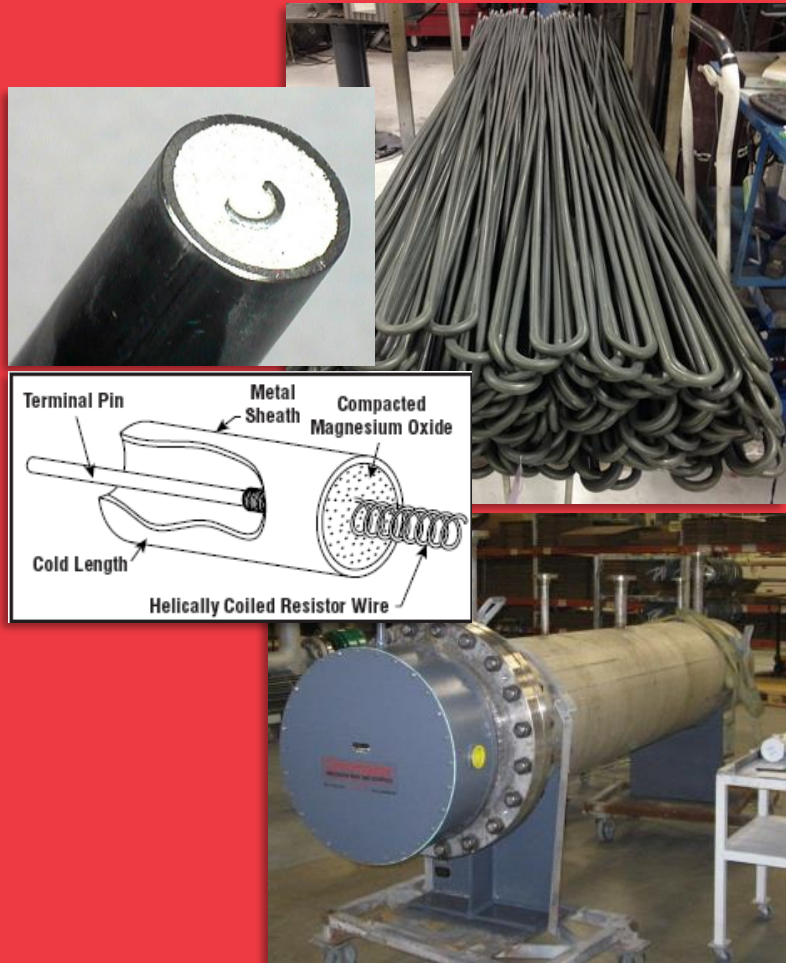 Terminal Pin
Metal
Sheath
Compacted
Magnesium Oxide
Cold Length
Helically Coiled Resistor Wire